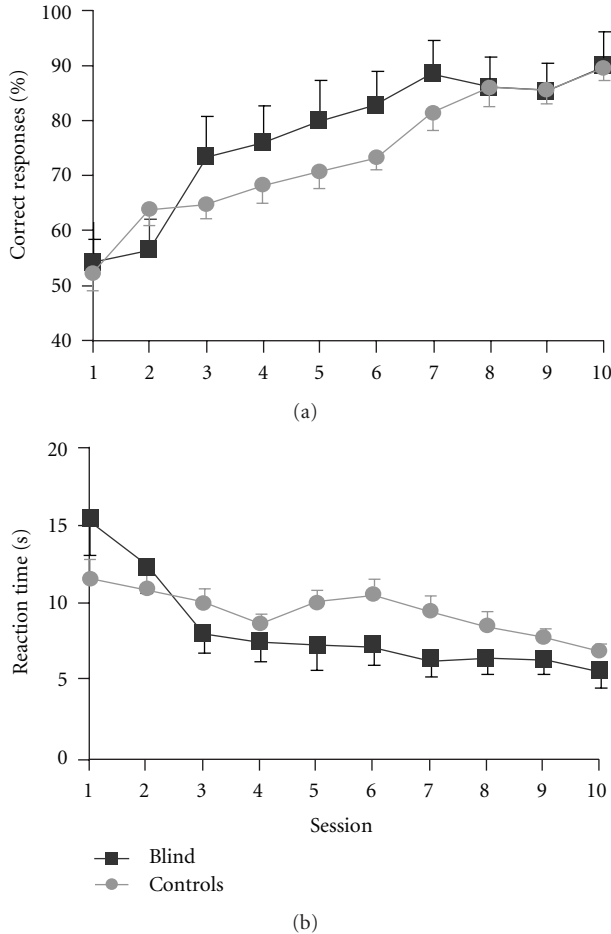 100
90
80
70
60
50
40
Correct responses (%)
1 2 3 4 5 6 7 8 9 10
(a)
20
15
10
5
0
Reaction time (s)
1 2 3 4 5 6 7 8 9 10
Session
Blind
Controls
(b)